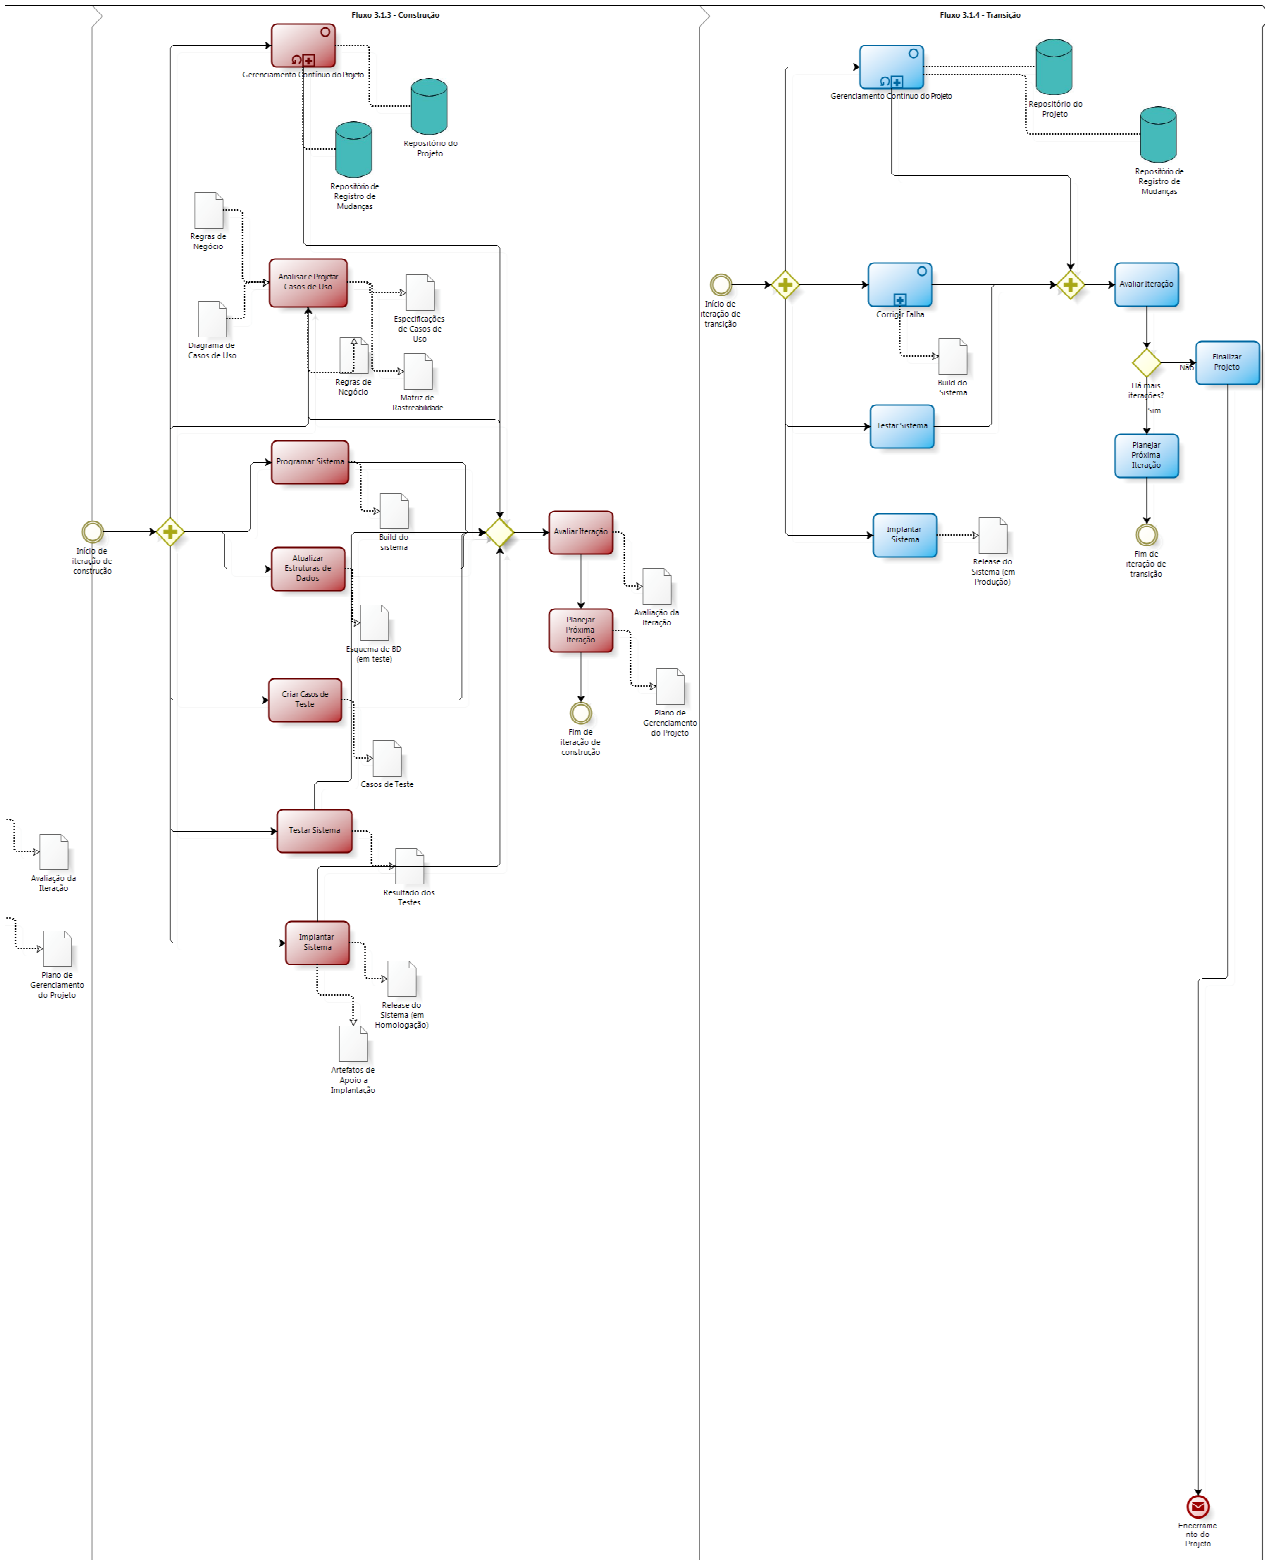 Fluxo 3.1.3 - Construção
Gerenciamento Contínuo do Projeto
Repositório do
Projeto
Repositório de
Registro de
Mudanças
Regras de
Negócio
Analisar e Projetar
Casos de Uso
Diagrama de
Casos de Uso
Especificações
de Casos de
Uso
Regras de
Negócio
Matriz de
Rastreabilidade
Programar Sistema
Build do
sistema
Início de
iteração de
construção
Atualizar
Estruturas de
Dados
Esquema de BD
(em teste)
Avaliar Iteração
Avaliação da
Iteração
Planejar
Próxima
Iteração
Plano de
Gerenciamento
do Projeto
Fim de
iteração de
construção
Criar Casos de
Teste
Casos de Teste
Testar Sistema
Resultado dos
Testes
Avaliação da
Iteração
Implantar
Sistema
Plano de
Gerenciamento
do Projeto
Release do
Sistema (em
Homologação)
Artefatos de
Apoio a
Implantação
Fluxo 3.1.4 - Transição
Gerenciamento Contínuo do Projeto
Repositório do
Projeto
Repositório de
Registro de
Mudanças
Início de
iteração de
transição
Corrigir Falha
Build do
Sistema
Avaliar Iteração
Há mais
iterações?
Não
Sim
Finalizar
Projeto
Testar Sistema
Planejar
Próxima
Iteração
Implantar
Sistema
Release do
Sistema (em
Produção)
Fim de
iteração de
transição
Encerrame
nto do
Projeto